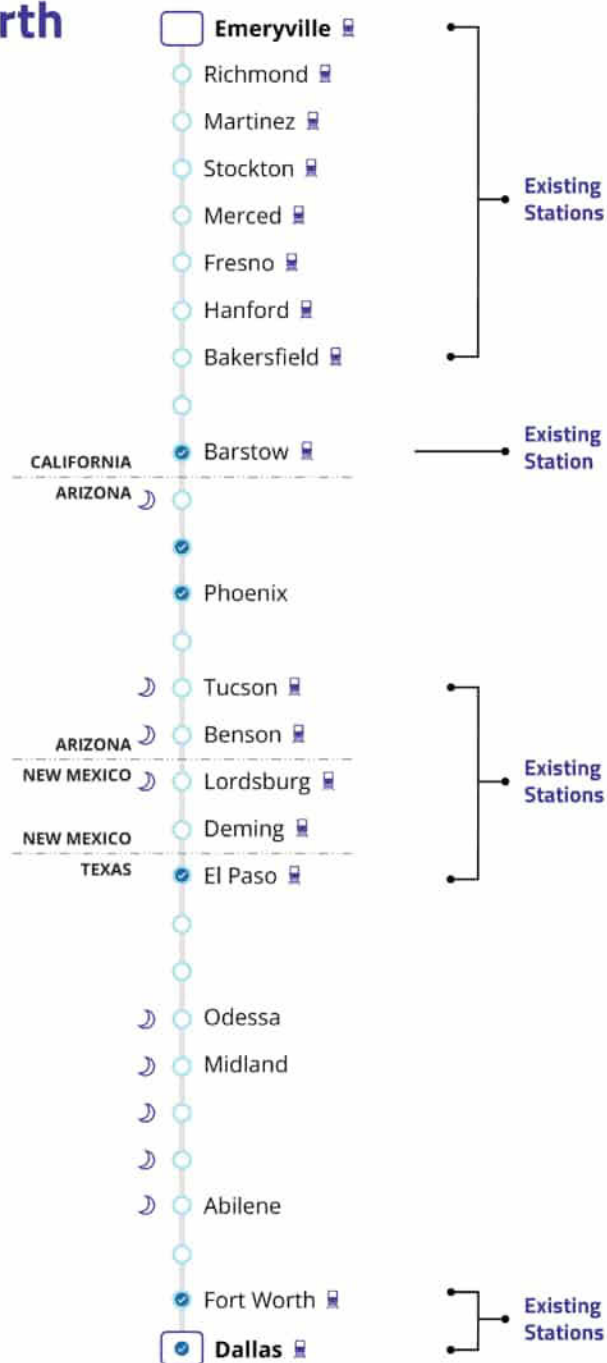 rth
Emeryville
Richmond
Martinez
Stockton
Existing
Stations
Merced
Fresno
Hanford
Bakersfield
Barstow
Existing
Station
CALIFORNIA
ARIZONA
Phoenix
Tucson
Benson
ARIZONA
NEW MEXICO
Lordsburg
Existing
Stations
Deming
NEW MEXICO
TEXAS
El Paso
Odessa
Midland
Abilene
Fort Worth
Existing
Stations
Dallas